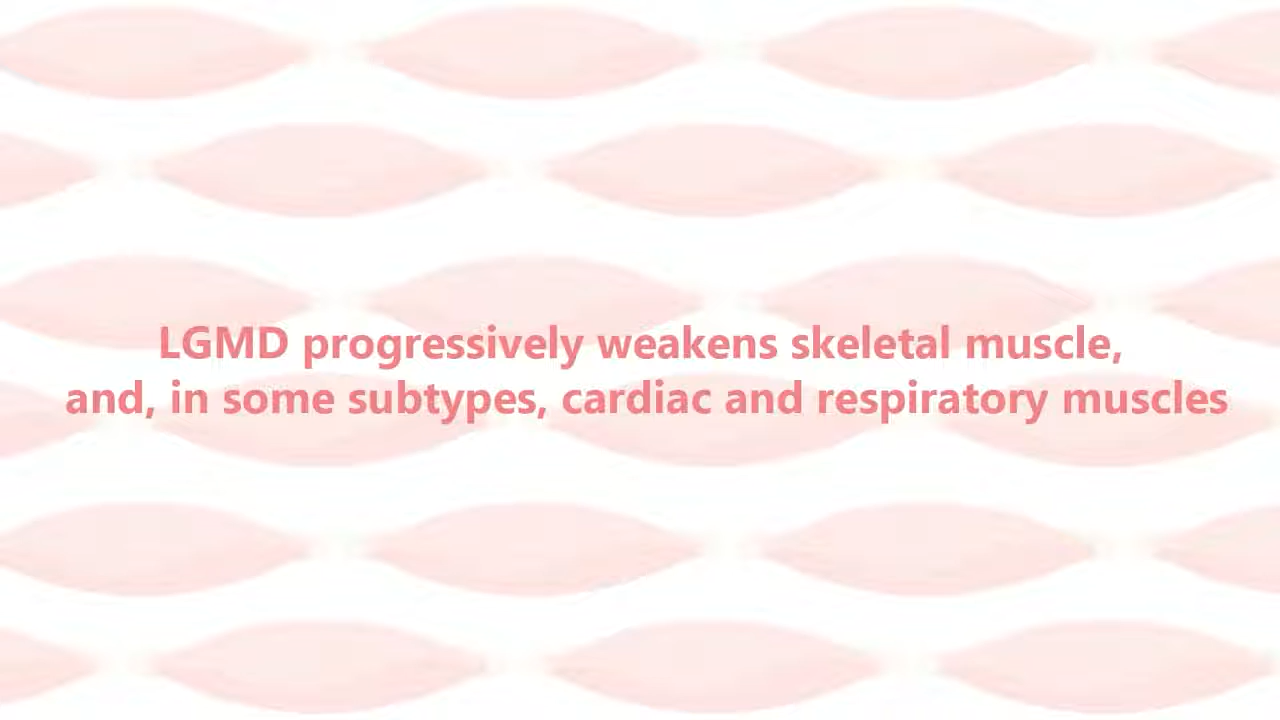 LGMD progressively weakens skeletal muscle,
and, in some subtypes, cardiac and respiratory muscles